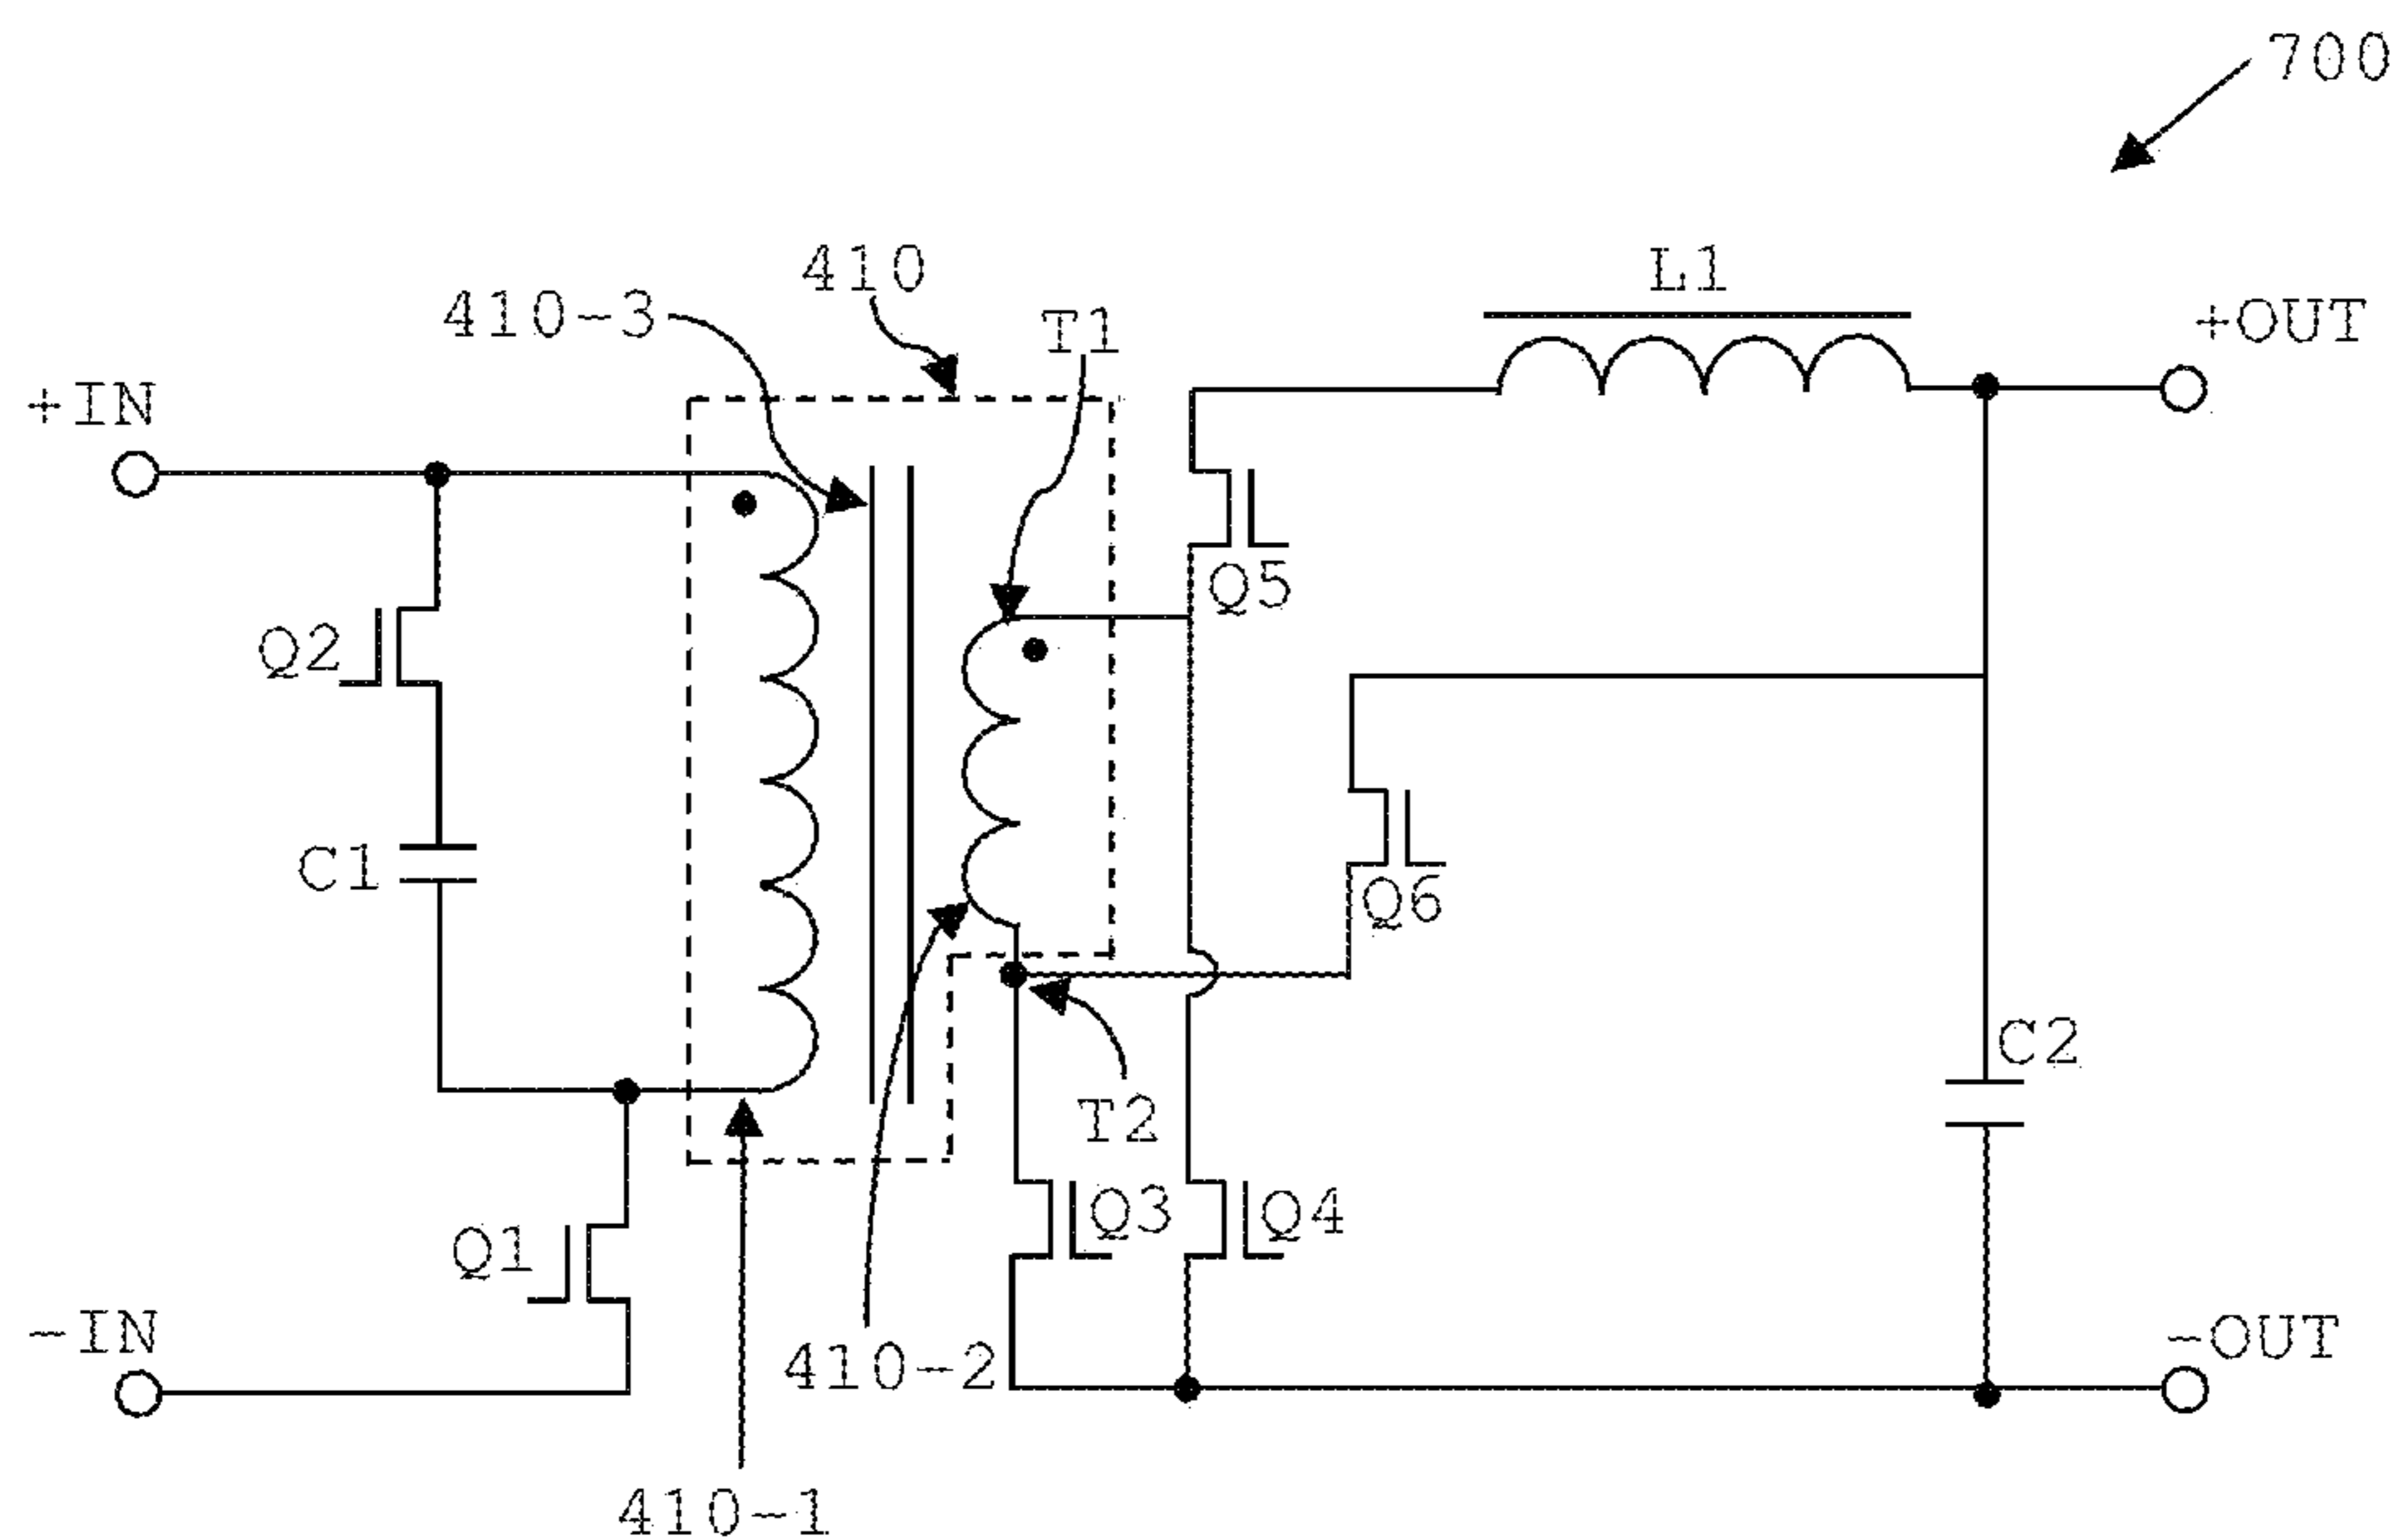 700
410
L1
410-3
T1
+OUT
+IN
Q5
Q2
C1
Q6
C2
T2
Q3
Q4
Q1
-IN
-OUT
410-2
410-1